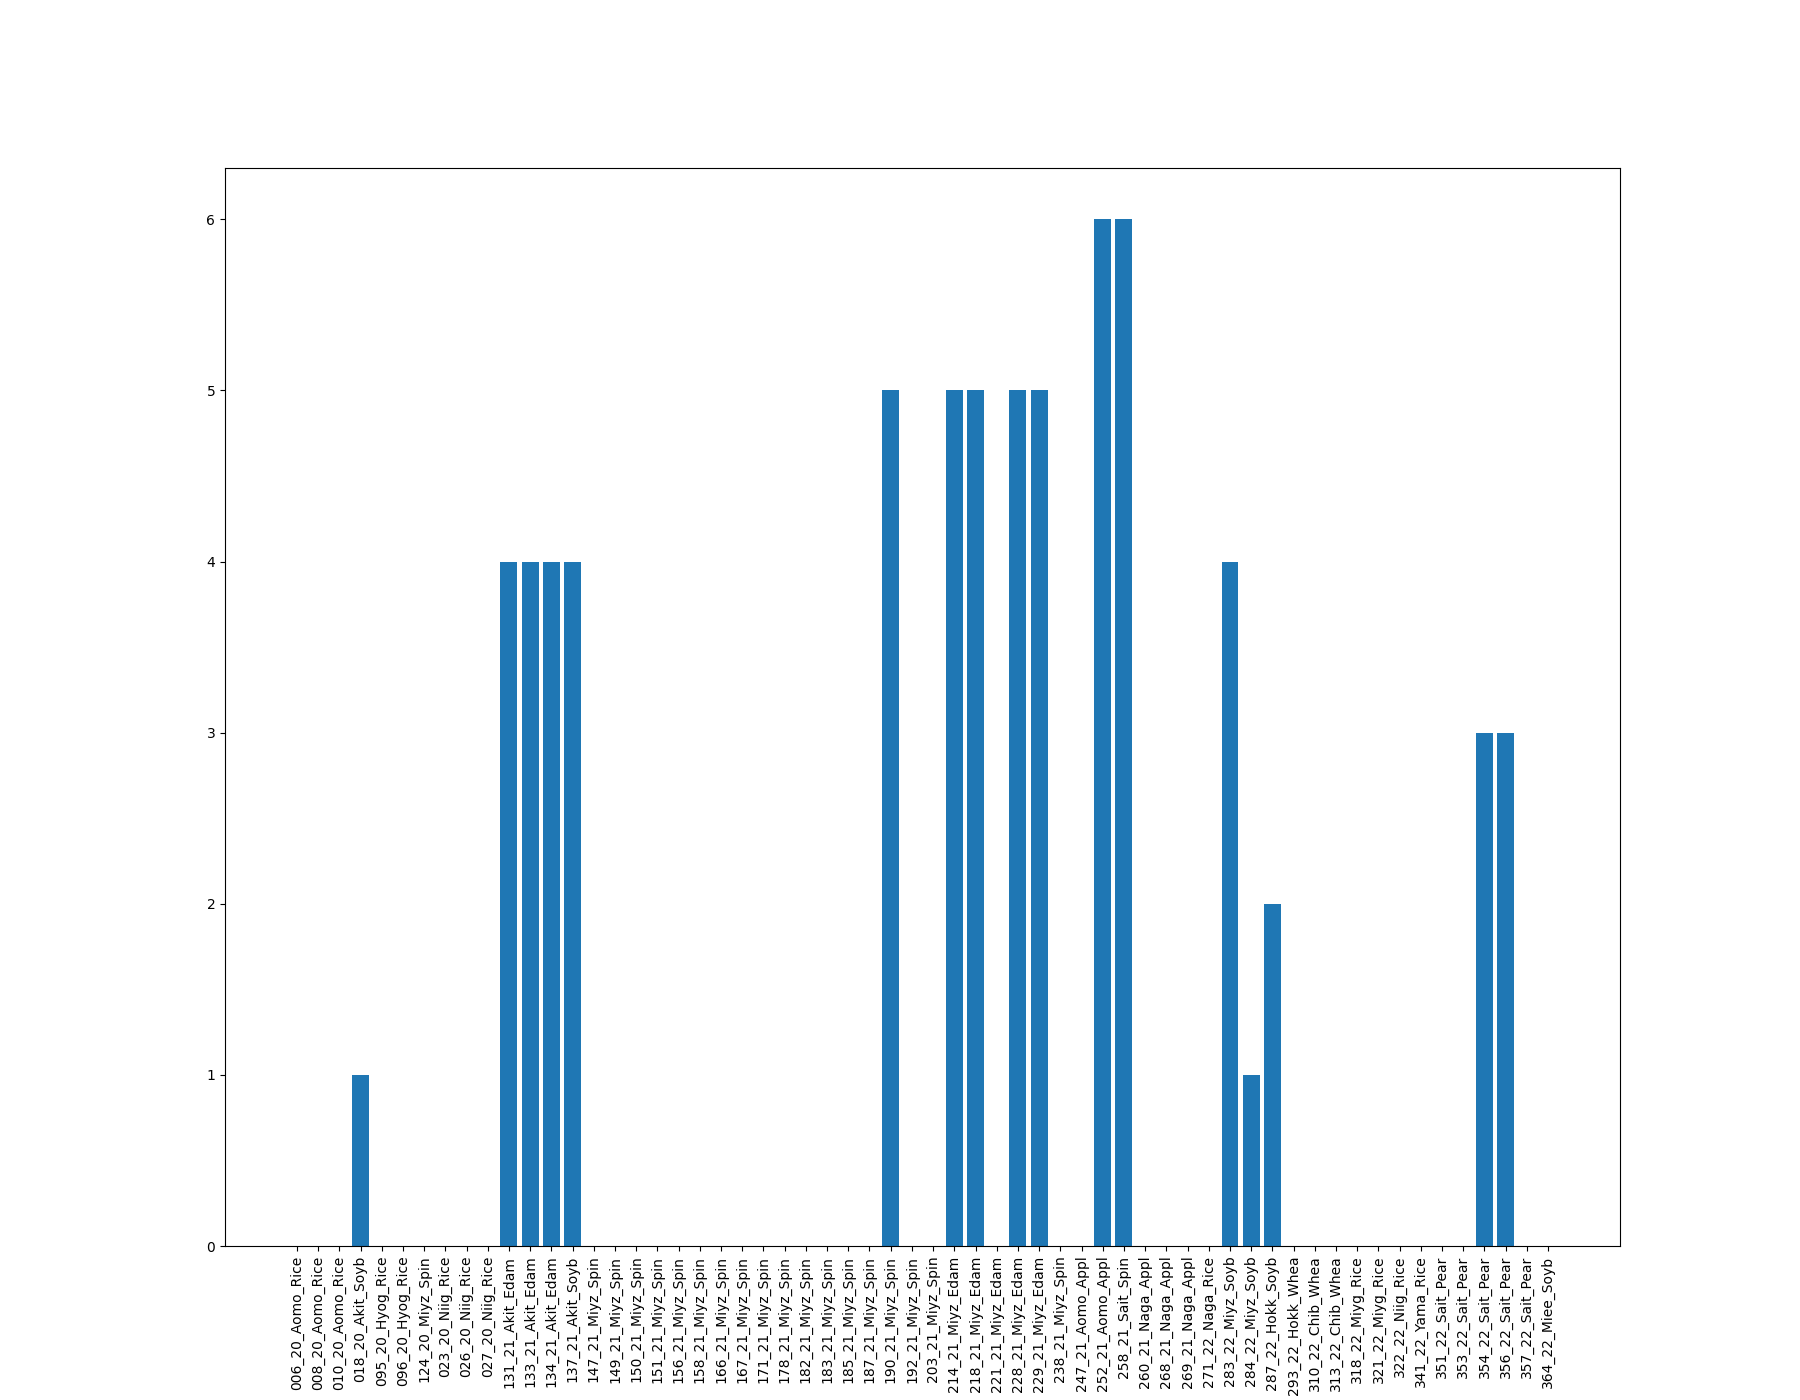 6
5
4
3
2
1
0
006_20_Aomo_Rice
008_20_Aomo_Rice
010_20_Aomo_Rice
018_20_Akit_Soyb
095_20_Hyog_Rice
096_20_Hyog_Rice
124_20_Miyz_Spin
023_20_Niig_Rice
026_20_Niig_Rice
027_20_Niig_Rice
131_21_Akit_Edam
133_21_Akit_Edam
134_21_Akit_Edam
137_21_Akit_Soyb
147_21_Miyz_Spin
149_21_Miyz_Spin
150_21_Miyz_Spin
151_21_Miyz_Spin
156_21_Miyz_Spin
158_21_Miyz_Spin
166_21_Miyz_Spin
167_21_Miyz_Spin
171_21_Miyz_Spin
178_21_Miyz_Spin
182_21_Miyz_Spin
183_21_Miyz_Spin
185_21_Miyz_Spin
187_21_Miyz_Spin
190_21_Miyz_Spin
192_21_Miyz_Spin
203_21_Miyz_Spin
214_21_Miyz_Edam
218_21_Miyz_Edam
221_21_Miyz_Edam
228_21_Miyz_Edam
229_21_Miyz_Edam
238_21_Miyz_Spin
247_21_Aomo_Appl
252_21_Aomo_Appl
258_21_Sait_Spin
260_21_Naga_Appl
268_21_Naga_Appl
269_21_Naga_Appl
271_22_Naga_Rice
283_22_Miyz_Soyb
284_22_Miyz_Soyb
287_22_Hokk_Soyb
293_22_Hokk_Whea
310_22_Chib_Whea
313_22_Chib_Whea
318_22_Miyg_Rice
321_22_Miyg_Rice
322_22_Niig_Rice
341_22_Yama_Rice
351_22_Sait_Pear
353_22_Sait_Pear
354_22_Sait_Pear
356_22_Sait_Pear
357_22_Sait_Pear
364_22_Miee_Soyb